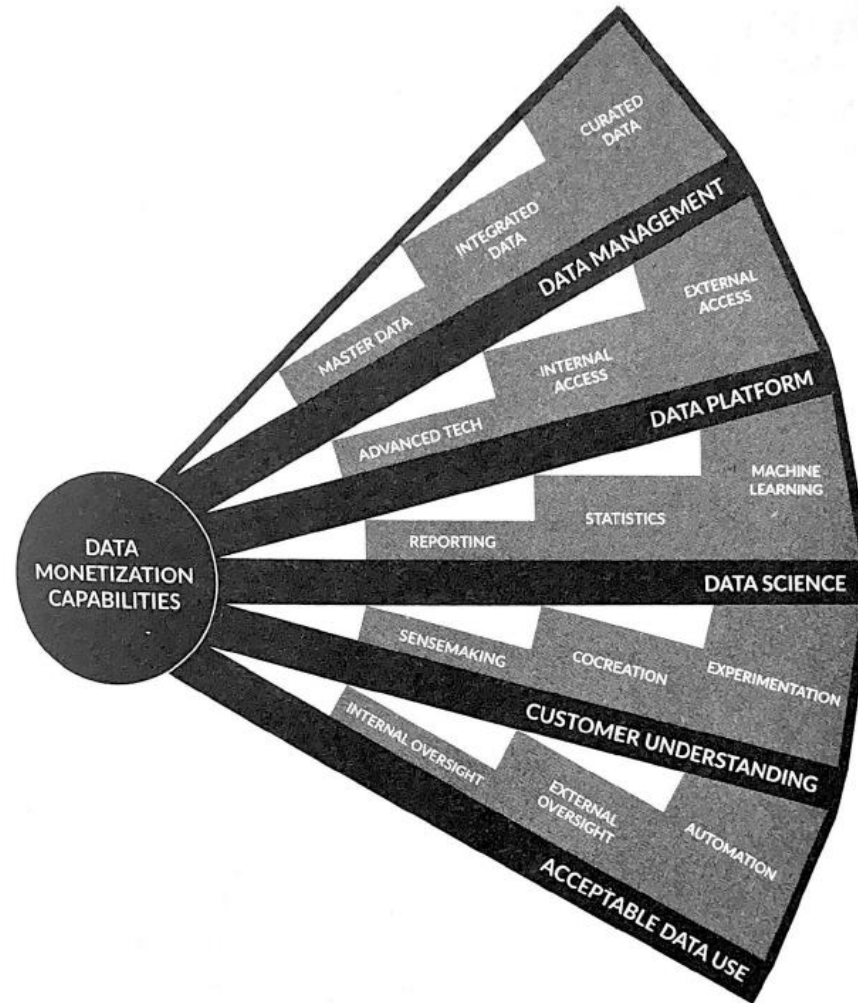 DATA
MONETIZATION
CAPABILITIES
CURATED
DATA
INTEGRATED
DATA
MASTER DATA
DATA MANAGEMENT
EXTERNAL
ACCESS
INTERNAL
ACCESS
ADVANCED TECH
DATA PLATFORM
MACHINE
LEARNING
STATISTICS
REPORTING
DATA SCIENCE
SENSEMAKING
COCREATION
EXPERIMENTATION
CUSTOMER UNDERSTANDING
INTERNAL OVERSIGHT
EXTERNAL
OVERSIGHT
AUTOMATION
ACCEPTABLE DATA USE